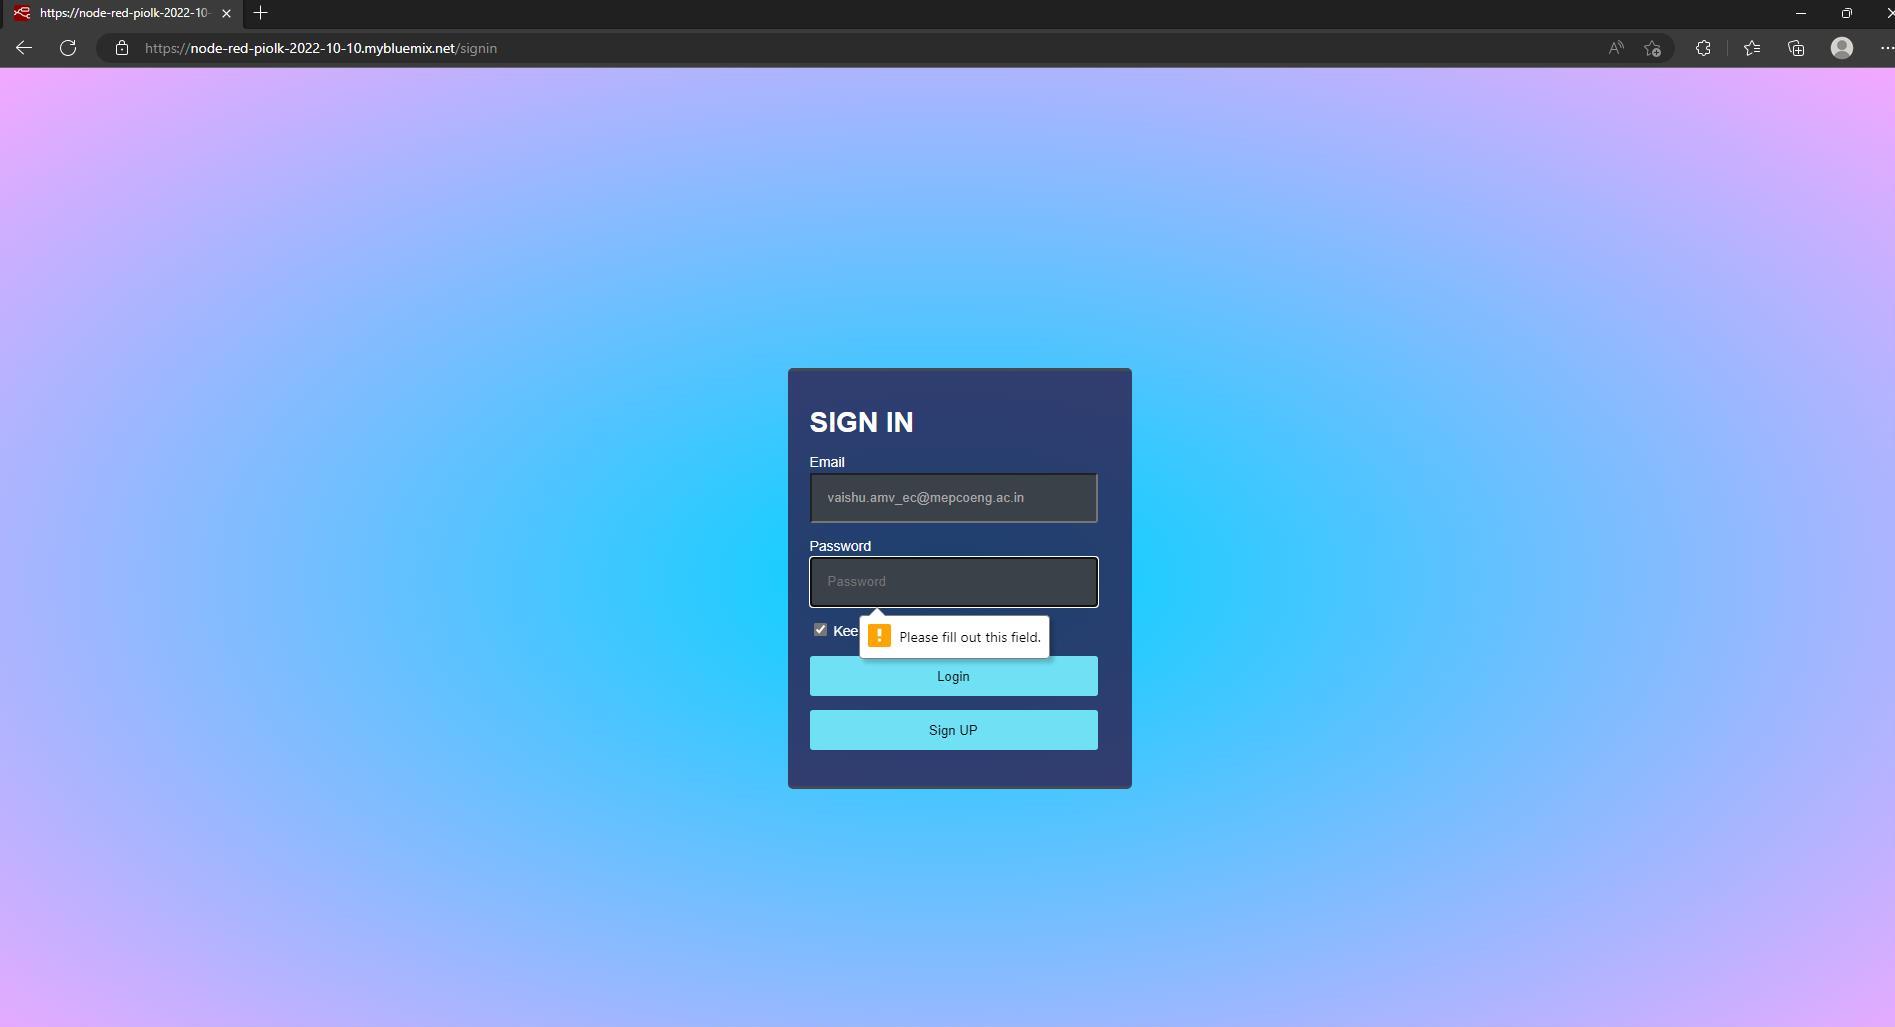 https://node-red-piolk-2022-10-
https://node-red-piolk-2022-10-10.mybluemix.net/signin
SIGN IN
Email
vaishu.amv_ec@mepcoeng.ac.in
Password
Password
Kee
Please fill out this field.
Login
Sign UP